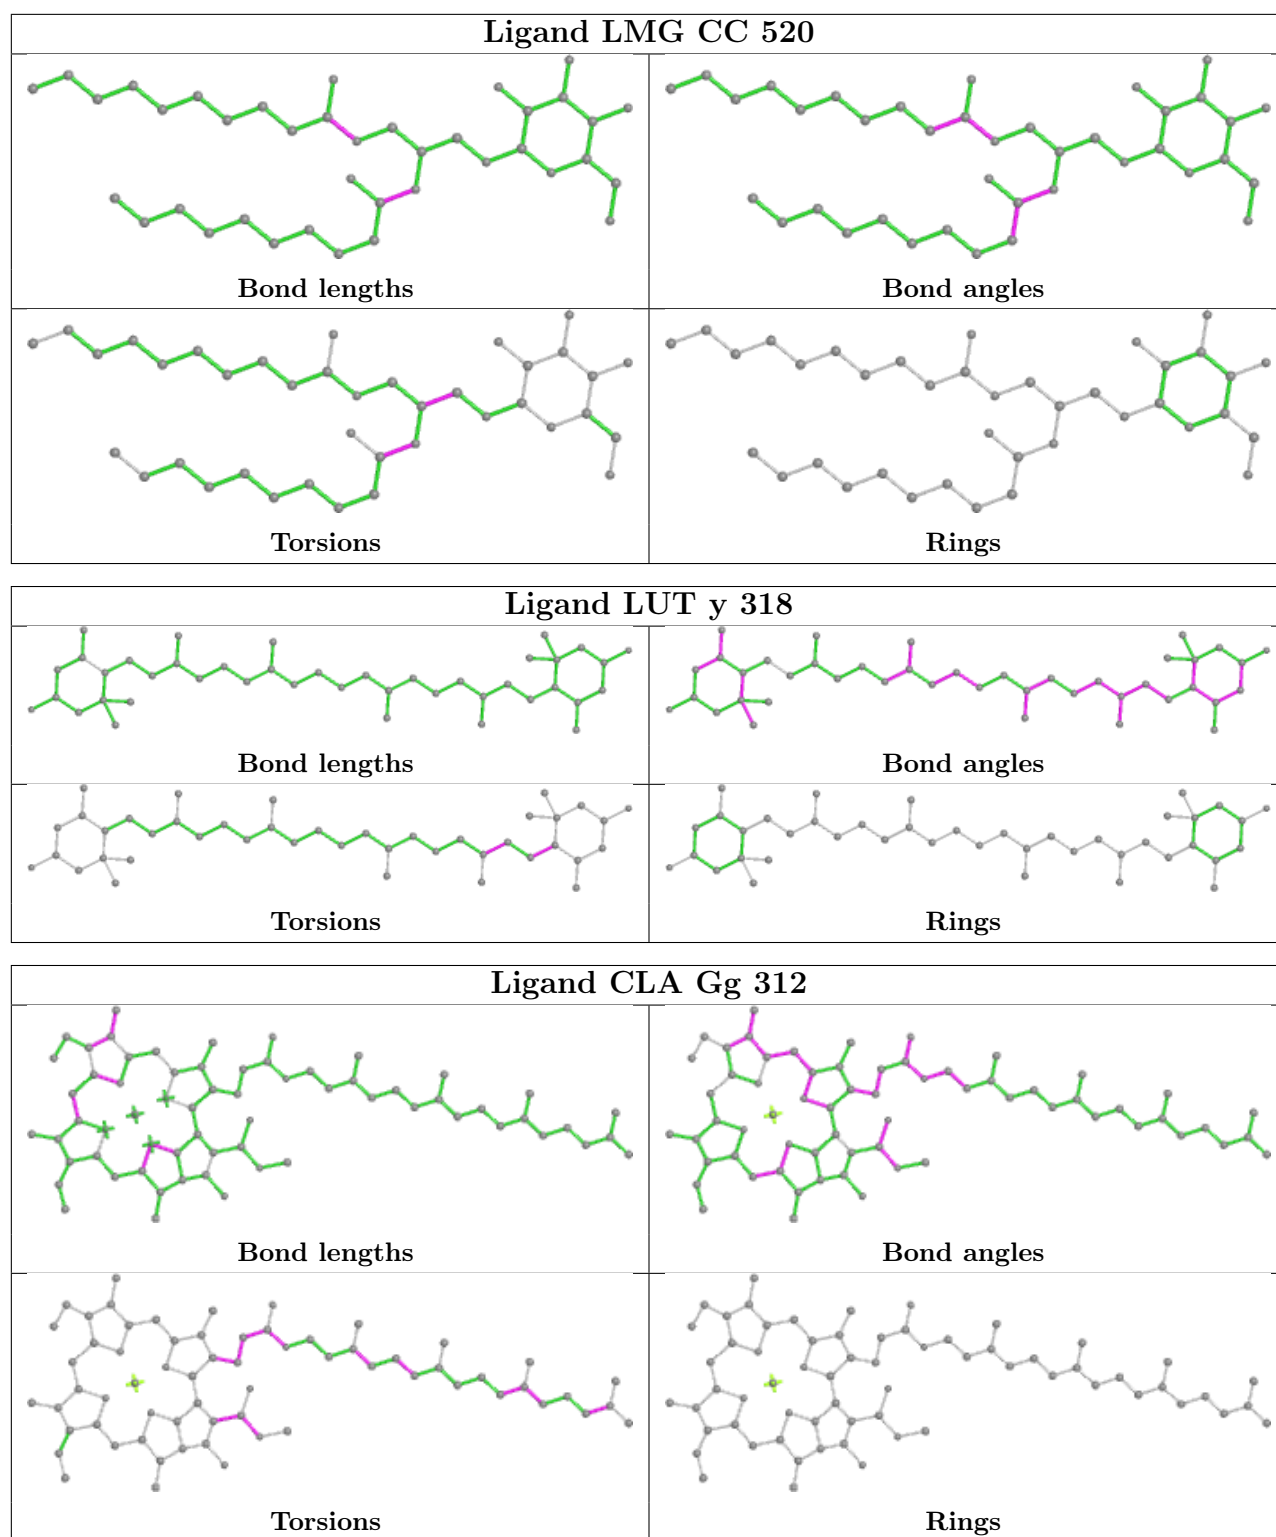 Ligand LMG CC 520
Bond lengths
Bond angles
Torsions
Rings
Ligand LUT y 318
Bond lengths
Bond angles
Torsions
Rings
Ligand CLA Gg 312
Bond lengths
Bond angles
Torsions
Rings